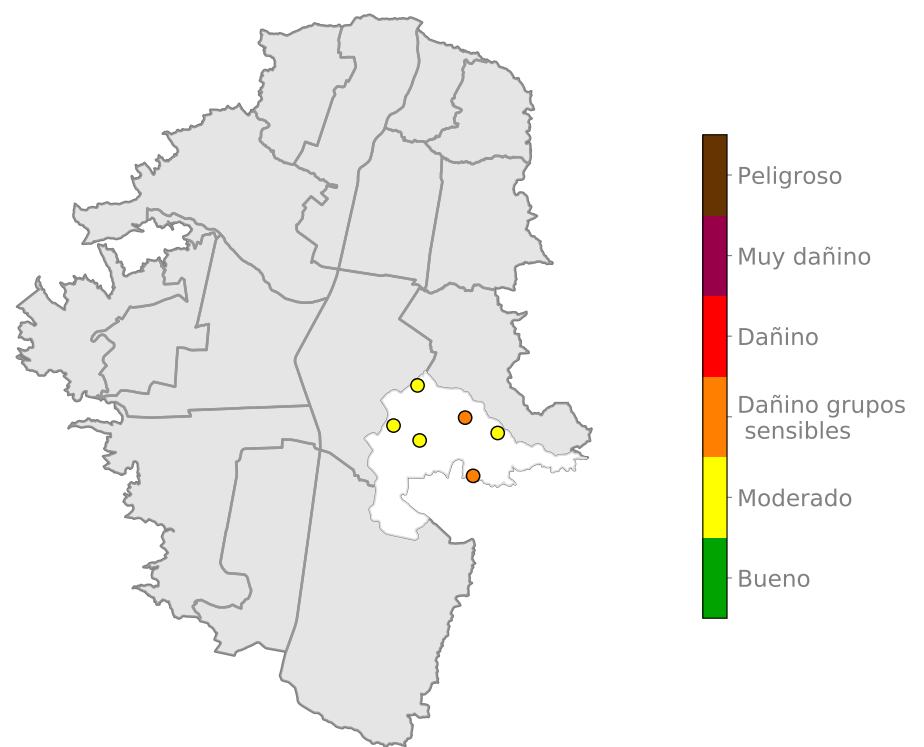 Peligroso
Muy dañino
Dañino
Dañino grupos
sensibles
Moderado
Bueno